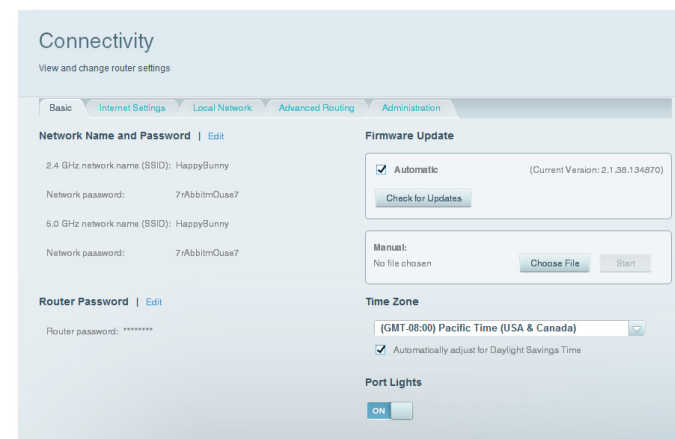 Connectivity
View and change router settings
Basic Internet Settings Local Network Advanced Routing Administration
Network Name and Password | Edit
2.4 GHz network name (SSID): HappyBunny
Network password: 7rAbbitmOuse7
5.0 GHz network name (SSID): HappyBunny
Network password: 7rAbbitmOuse7
Router Password | Edit
Router password: ********
Firmware Update
Automatic (Current Version: 2.1.38.134870)
Check for Updates
Manual:
No file chosen Choose File Start
Time Zone
(GMT-08:00) Pacific Time (USA & Canada)
Automatically adjust for Daylight Savings Time
Port Lights
ON